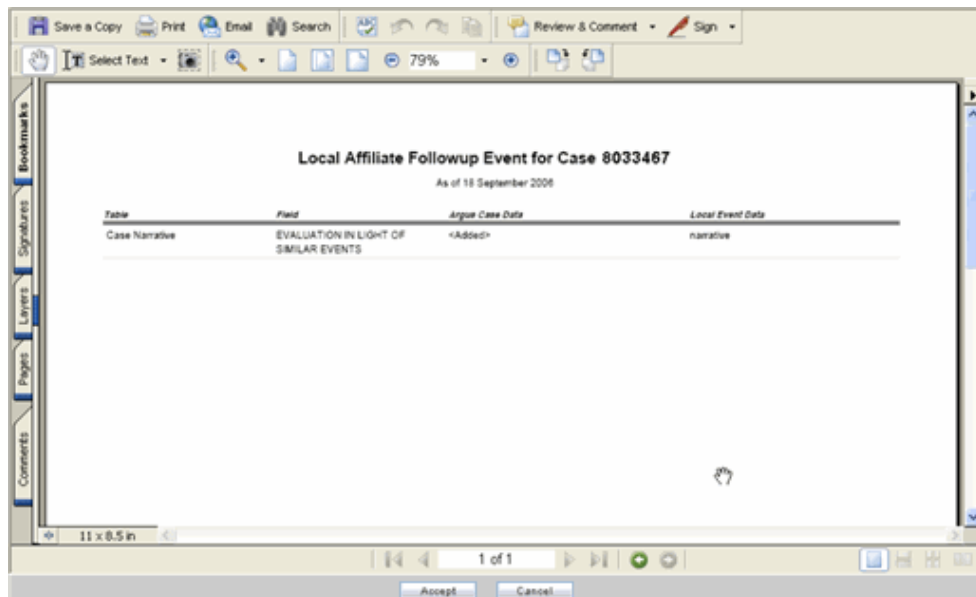 Save a Copy Print Email Search Review & Comment Sign
Select Text 79%
Bookmarks
Signatures
Layers
Pages
Comments
Local Affiliate Followup Event for Case 8033467
As of 18 September 2006
Table Field Argus Case Data Local Event Data
Case Narrative EVALUATION IN LIGHT OF <Added> narrative
SIMILAR EVENTS
11 x 8.5 in
1 of 1
Accept Cancel